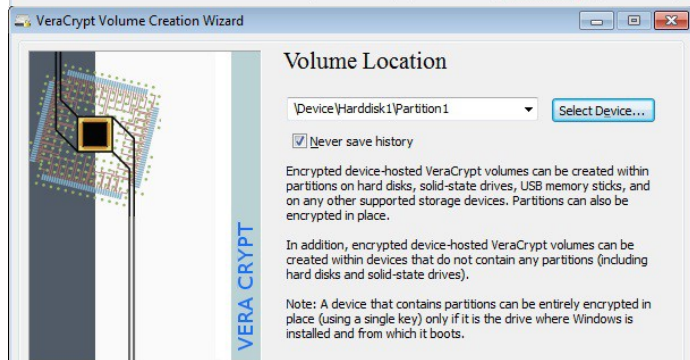 VeraCrypt Volume Creation Wizard
Volume Location
\Device\Harddisk1\Partition1
Select Device...
Never save history
Encrypted device-hosted VeraCrypt volumes can be created within
partitions on hard disks, solid-state drives, USB memory sticks, and
on any other supported storage devices. Partitions can also be
encrypted in place.
In addition, encrypted device-hosted VeraCrypt volumes can be
created within devices that do not contain any partitions (including
hard disks and solid-state drives).
Note: A device that contains partitions can be entirely encrypted in
place (using a single key) only if it is the drive where Windows is
installed and from which it boots.
VERA CRYPT